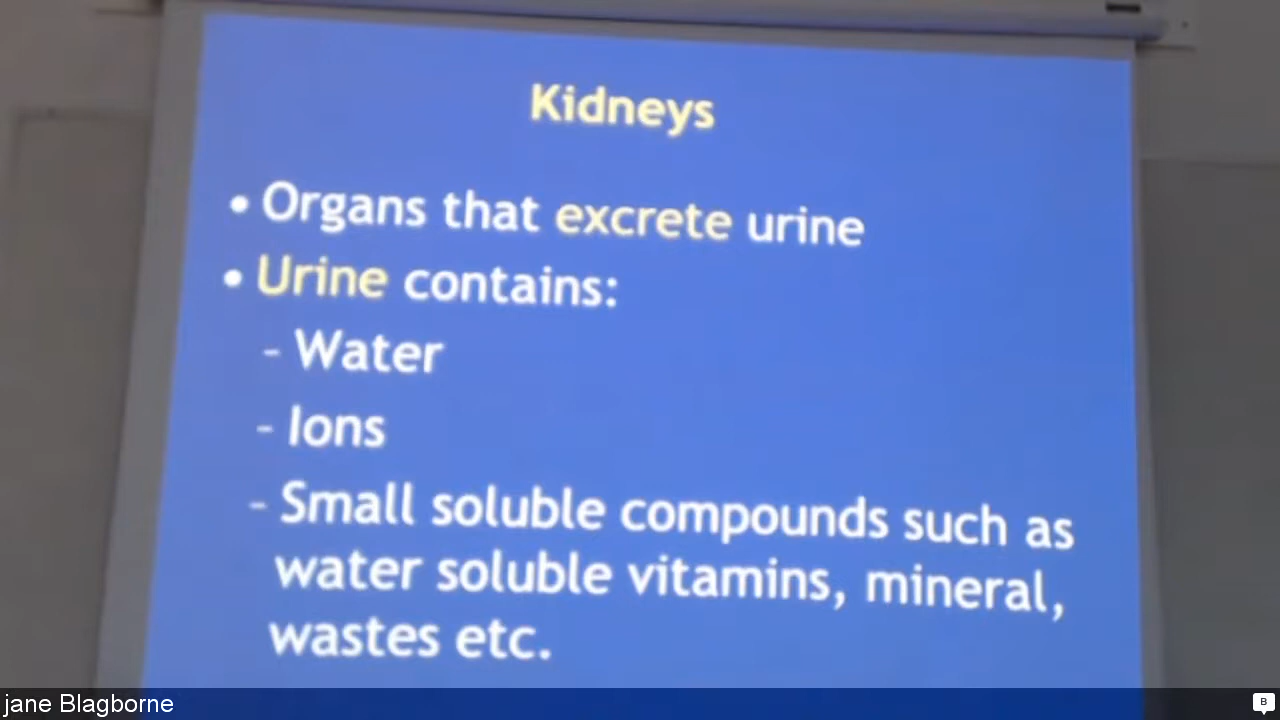 Kidneys
• Organs that excrete urine
• Urine contains:
– Water
– Ions
– Small soluble compounds such as
water soluble vitamins, mineral,
wastes etc.
jane Blagborne
B